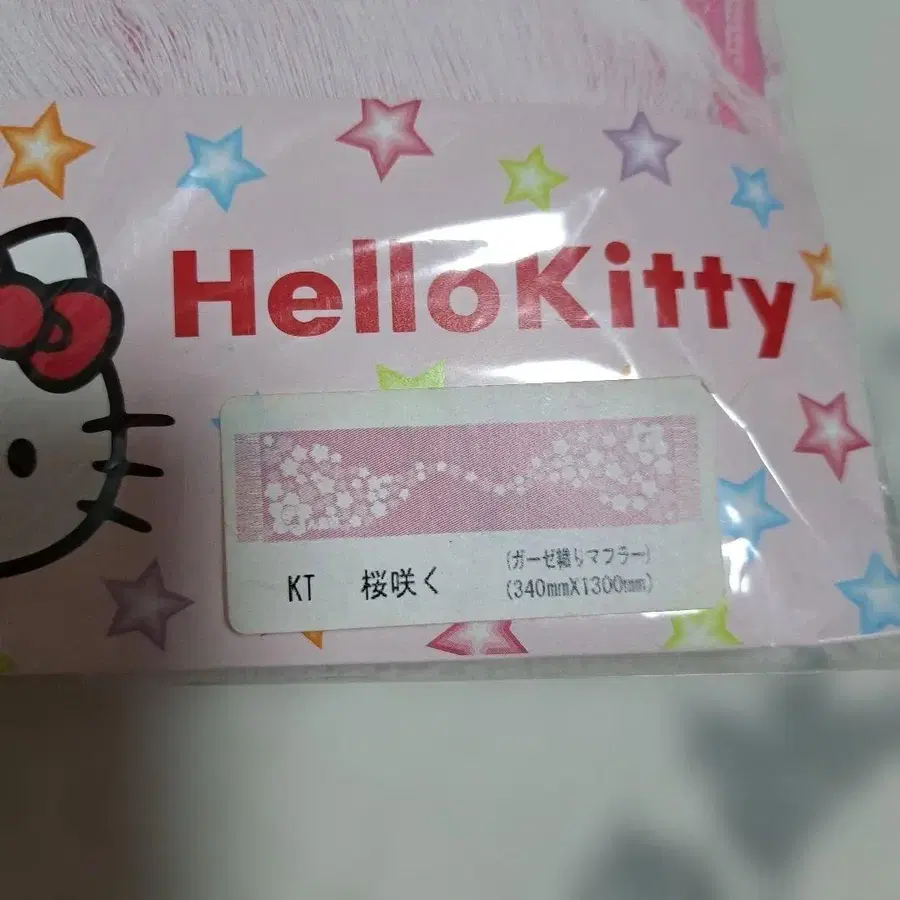 HelloKitty
KT 桜咲く
(ガーゼ織りマフラー)
(340mmX1300mm)